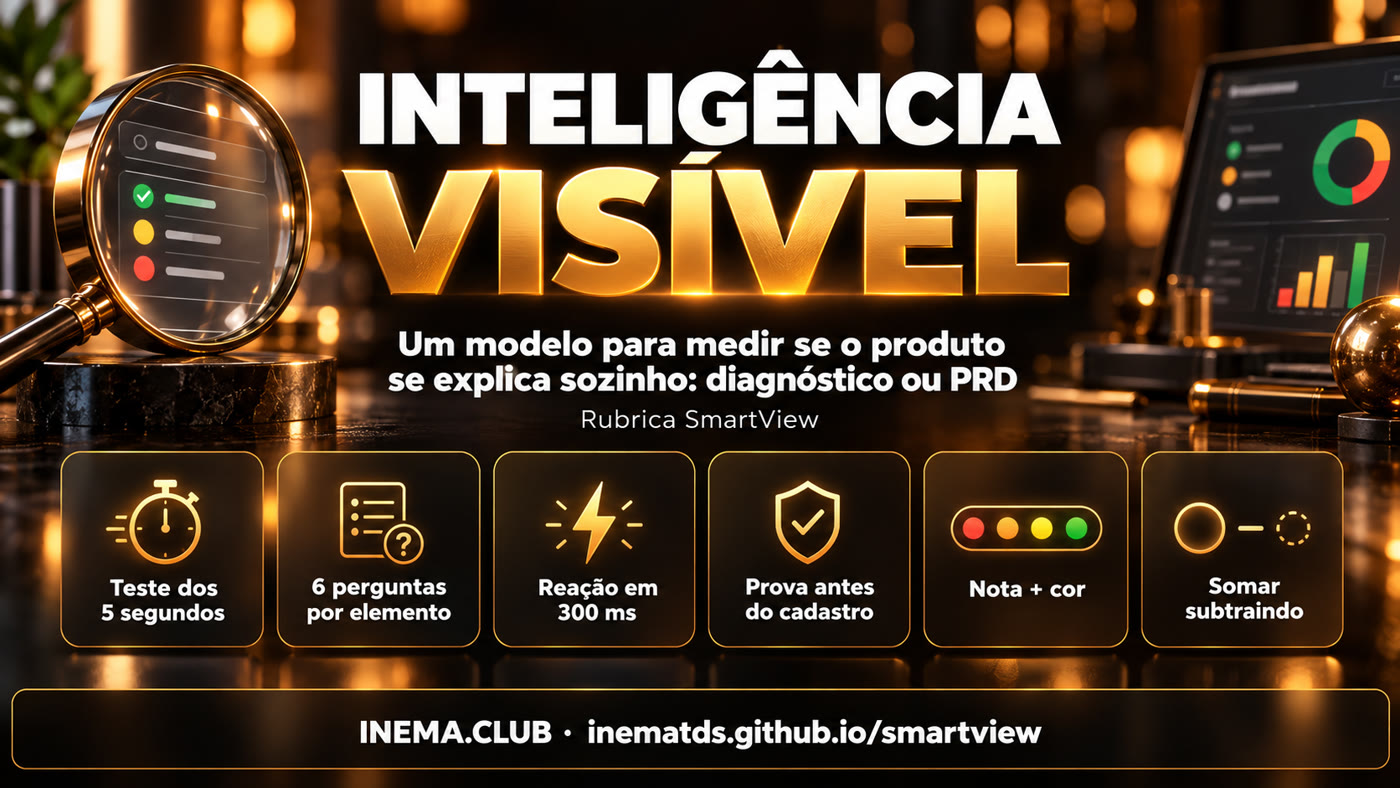 INTELIGÊNCIA
VISÍVEL
Um modelo para medir se o produto
se explica sozinho: diagnóstico ou PRD
Rubrica SmartView
Teste dos
5 segundos
6 perguntas
por elemento
?
Reação em
300 ms
Prova antes
do cadastro
Nota + cor
Somar
subtraindo
INEMA.CLUB · inematds.github.io/smartview